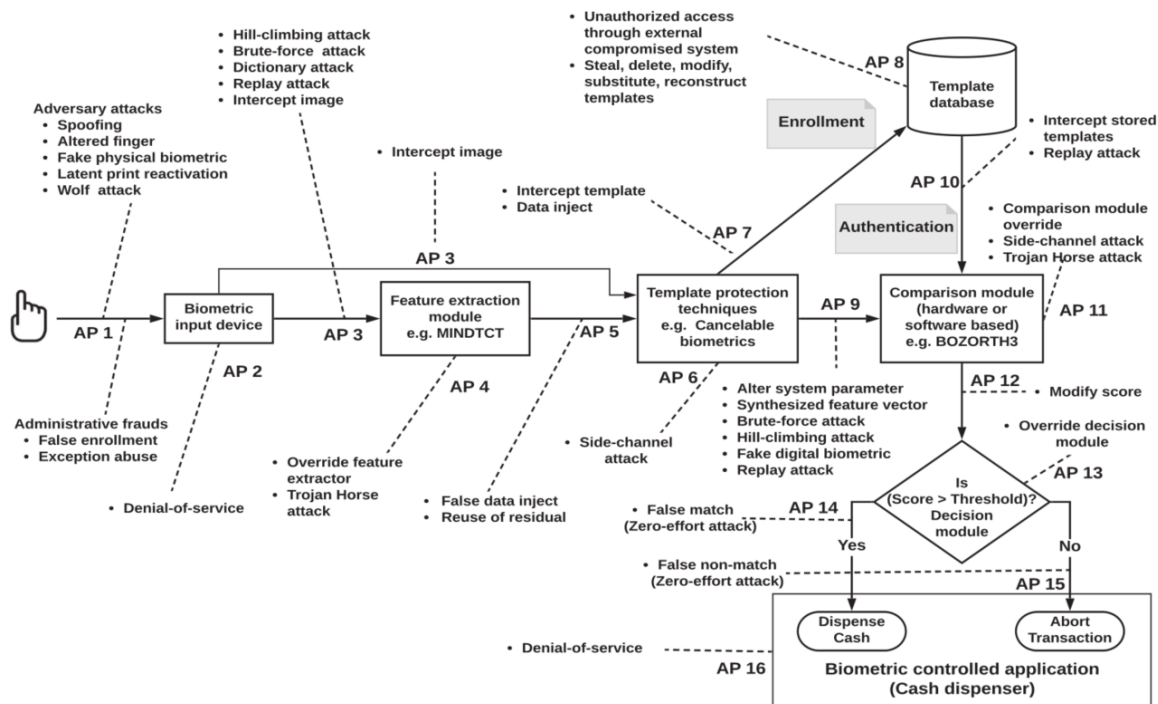 • Unauthorized access
through external
compromised system
• Steal, delete, modify,
substitute, reconstruct
templates
AP 8
Template
database
• Hill-climbing attack
• Brute-force attack
• Dictionary attack
• Replay attack
• Intercept image
Adversary attacks
• Spoofing
• Altered finger
• Fake physical biometric
• Latent print reactivation
• Wolf attack
Enrollment
• Intercept stored
templates
• Replay attack
• Intercept image
• Intercept template
• Data inject
AP 10
AP 7
Authentication
• Comparison module
override
• Side-channel attack
• Trojan Horse attack
AP 3
Biometric
input device
Feature extraction
module
e.g. MINDTCT
Template protection
techniques
e.g. Cancelable
biometrics
Comparison module
(hardware or
software based)
e.g. BOZORTH3
AP 1
AP 3
AP 5
AP 9
AP 11
AP 2
AP 4
AP 6
AP 12
• Alter system parameter
• Synthesized feature vector
• Brute-force attack
• Hill-climbing attack
• Fake digital biometric
• Replay attack
• Modify score
Administrative frauds
• False enrollment
• Exception abuse
• Side-channel
attack
• Override decision
module
AP 13
• Override feature
extractor
• Trojan Horse
attack
• Denial-of-service
• False data inject
• Reuse of residual
Is
(Score > Threshold)?
Decision
module
• False match
(Zero-effort attack)
AP 14
Yes
No
• False non-match
(Zero-effort attack)
AP 15
Dispense
Cash
Abort
Transaction
• Denial-of-service
AP 16
Biometric controlled application
(Cash dispenser)